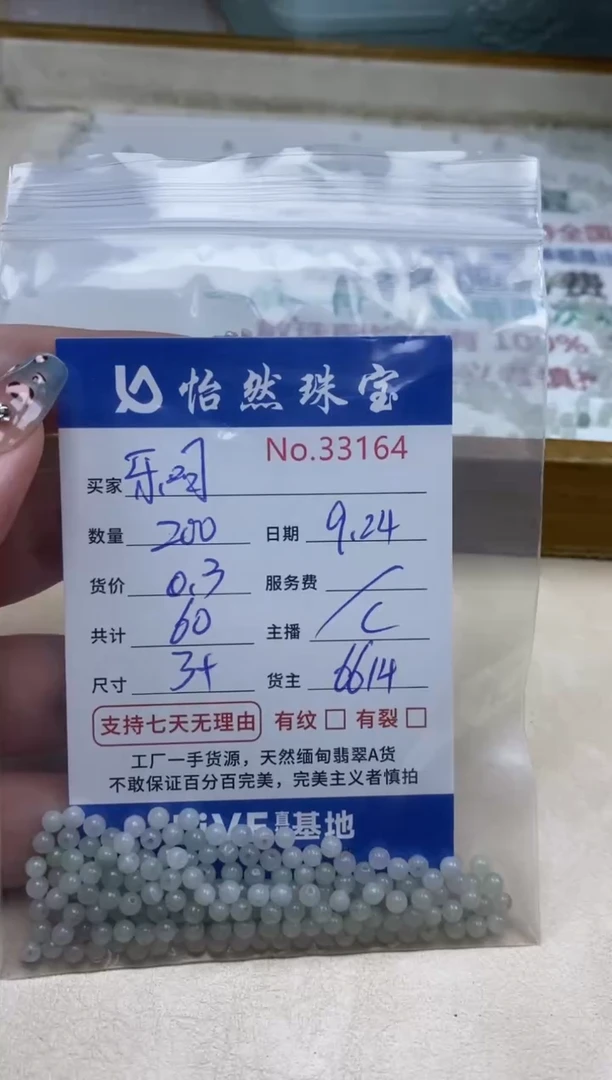 怡然珠宝
No.33164
买家
数量 200 日期 9.24
货价 0.3 服务费 /
共计 60 主播 C
尺寸 3+ 货主 6614
支持七天无理由 有纹 □ 有裂 □
工厂一手货源，天然缅甸翡翠A货
不敢保证百分百完美，完美主义者慎拍
基地